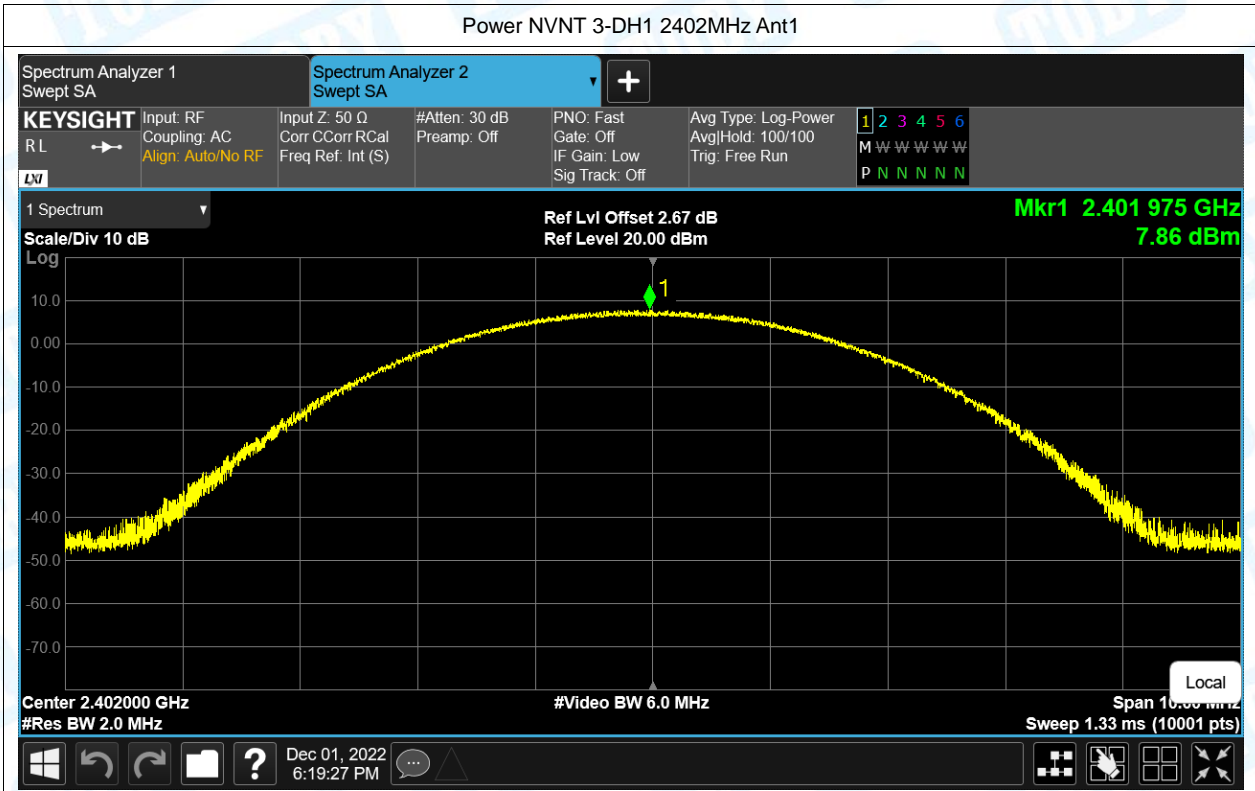 Power NVNT 3-DH1 2402MHz Ant1
Spectrum Analyzer 1
Swept SA
Spectrum Analyzer 2
Swept SA
KEYSIGHT
RL
LXI
Input: RF
Coupling: AC
Align: Auto/No RF
Input Z: 50 Ω
Corr CCorr RCal
Freq Ref: Int (S)
#Atten: 30 dB
Preamp: Off
PNO: Fast
Gate: Off
IF Gain: Low
Sig Track: Off
Avg Type: Log-Power
Avg|Hold: 100/100
Trig: Free Run
1 2 3 4 5 6
M W W W W W
P N N N N N
1 Spectrum
Scale/Div 10 dB
Log
Ref Lvl Offset 2.67 dB
Ref Level 20.00 dBm
Mkr1 2.401 975 GHz
7.86 dBm
1
10.0
0.00
-10.0
-20.0
-30.0
-40.0
-50.0
-60.0
-70.0
Local
Center 2.402000 GHz
#Res BW 2.0 MHz
#Video BW 6.0 MHz
Span 10.00 MHz
Sweep 1.33 ms (10001 pts)
?
Dec 01, 2022
6:19:27 PM